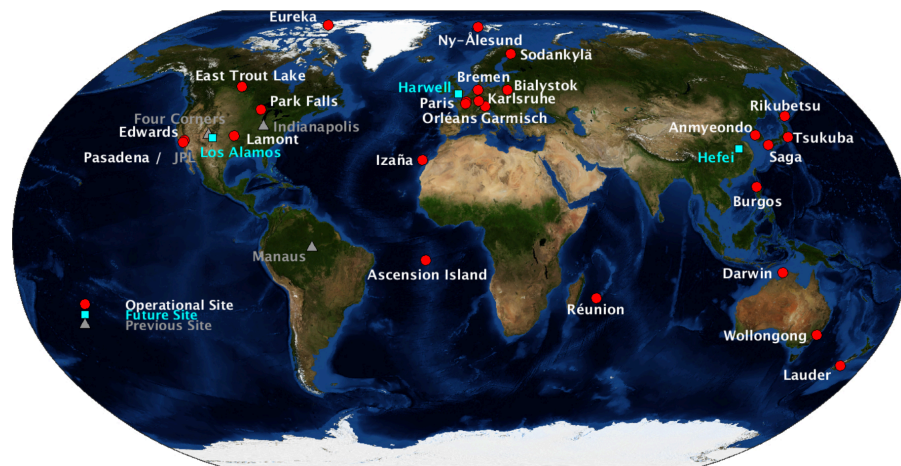 Eureka
Ny-Ålesund
Sodankylä
East Trout Lake
Bremen
Harwell
Bialystok
Park Falls
Paris
Karlsruhe
Rikubetsu
Four Corners
Orléans Garmisch
Indianapolis
Anmyeondo
Edwards
Lamont
Tsukuba
Pasadena / JPL
Los Alamos
Izaña
Hefei
Saga
Burgos
Manaus
Ascension Island
Darwin
Operational Site
Réunion
Future Site
Previous Site
Wollongong
Lauder